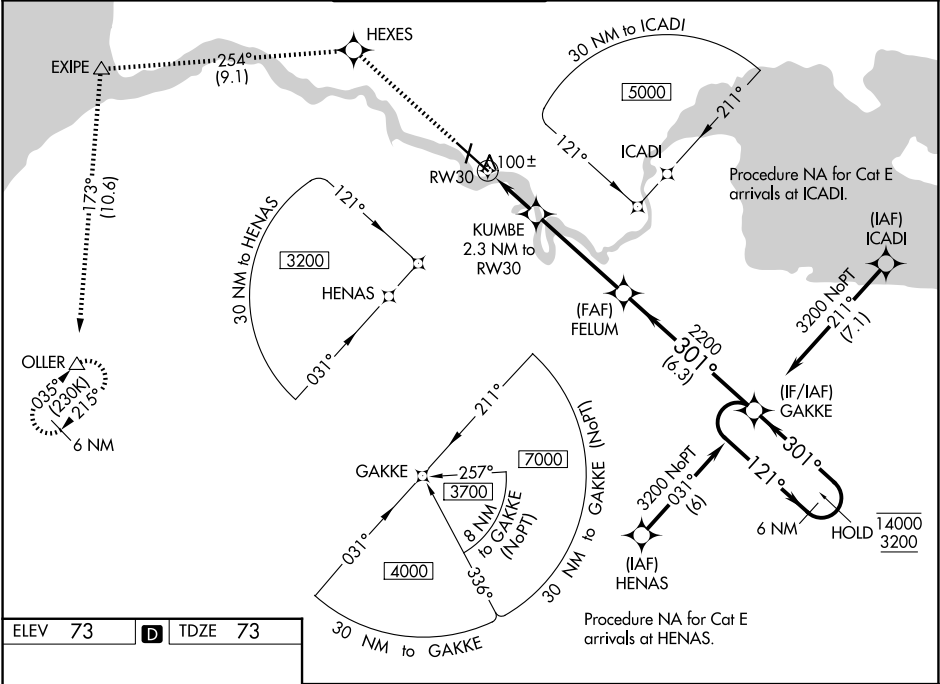 HEXES
EXIPE
254°
(9.1)
173°
(10.6)
30 NM to ICADI
5000
211°
121°
ICADI
Procedure NA for Cat E
arrivals at ICADI.
(IAF)
ICADI
3200 NoPT
211°
(7.1)
100±
RW30
KUMBE
2.3 NM to
RW30
(FAF)
FELUM
2200
301°
(6.3)
(IF/IAF)
GAKKE
301°
121°
6 NM
HOLD
14000
3200
3200 NoPT
031°
(6)
(IAF)
HENAS
Procedure NA for Cat E
arrivals at HENAS.
30 NM to HENAS
121°
3200
HENAS
031°
OLLER
035°
(230K)
215°
6 NM
211°
GAKKE
257°
7000
3700
8 NM
to GAKKE
(NoPT)
30 NM to GAKKE (NoPT)
031°
4000
336°
30 NM to GAKKE
ELEV 73 D TDZE 73